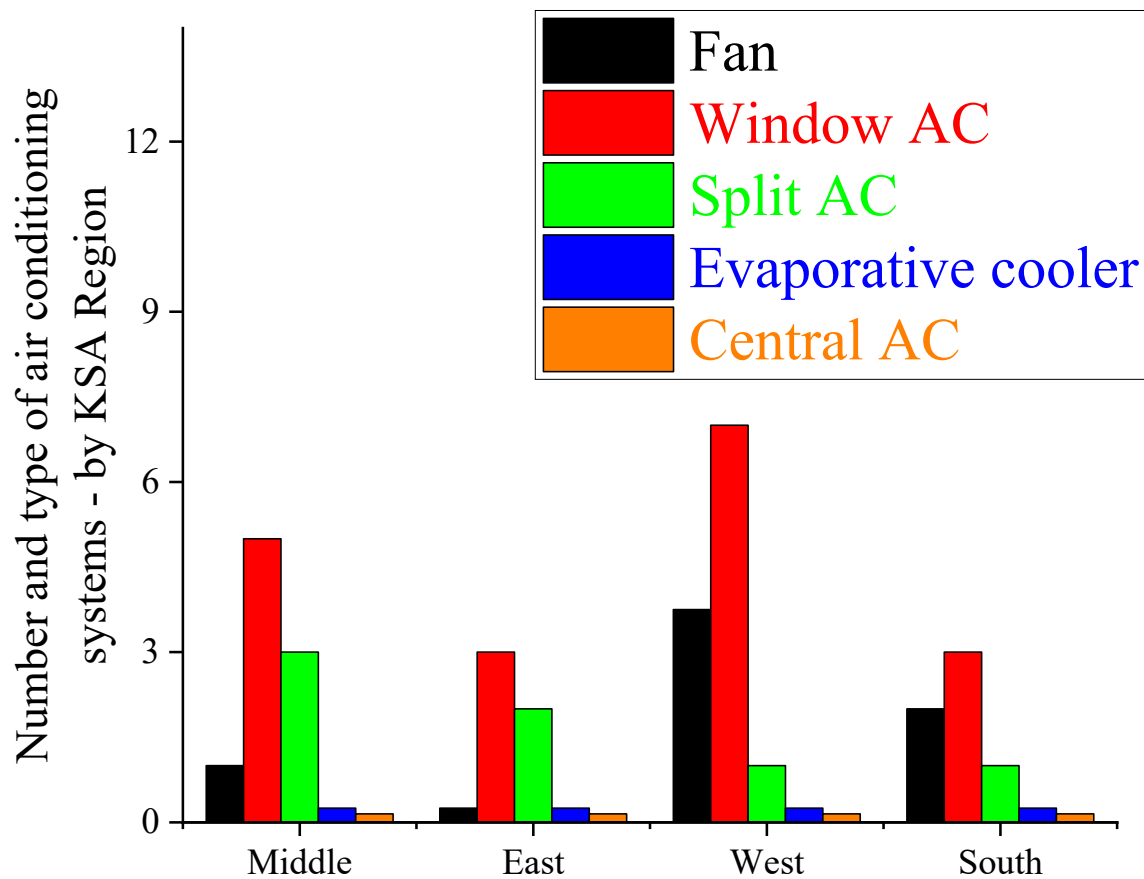 Number and type of air conditioning
systems - by KSA Region
12
9
6
3
0
Fan
Window AC
Split AC
Evaporative cooler
Central AC
Middle
East
West
South